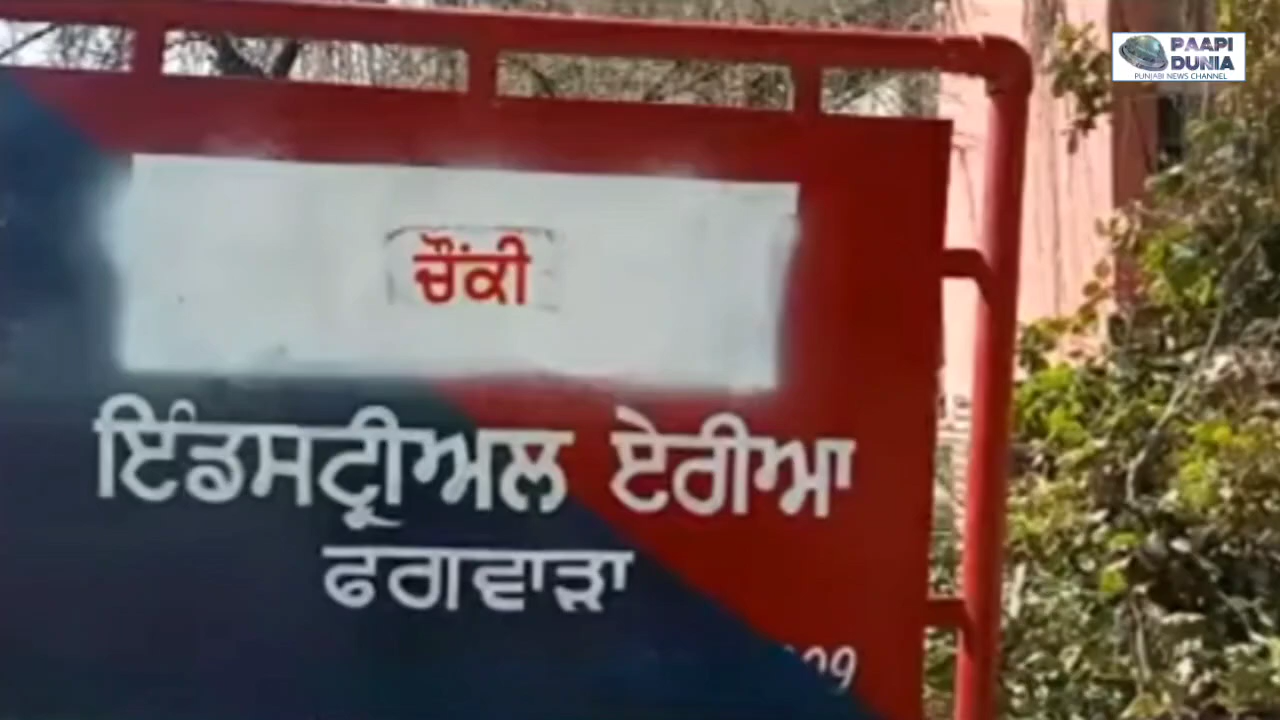 PAAPI
DUNIA
PUNJABI NEWS CHANNEL
ਚੌਂਕੀ
ਇੰਡਸਟ੍ਰੀਅਲ ਏਰੀਆ
ਫਗਵਾੜਾ